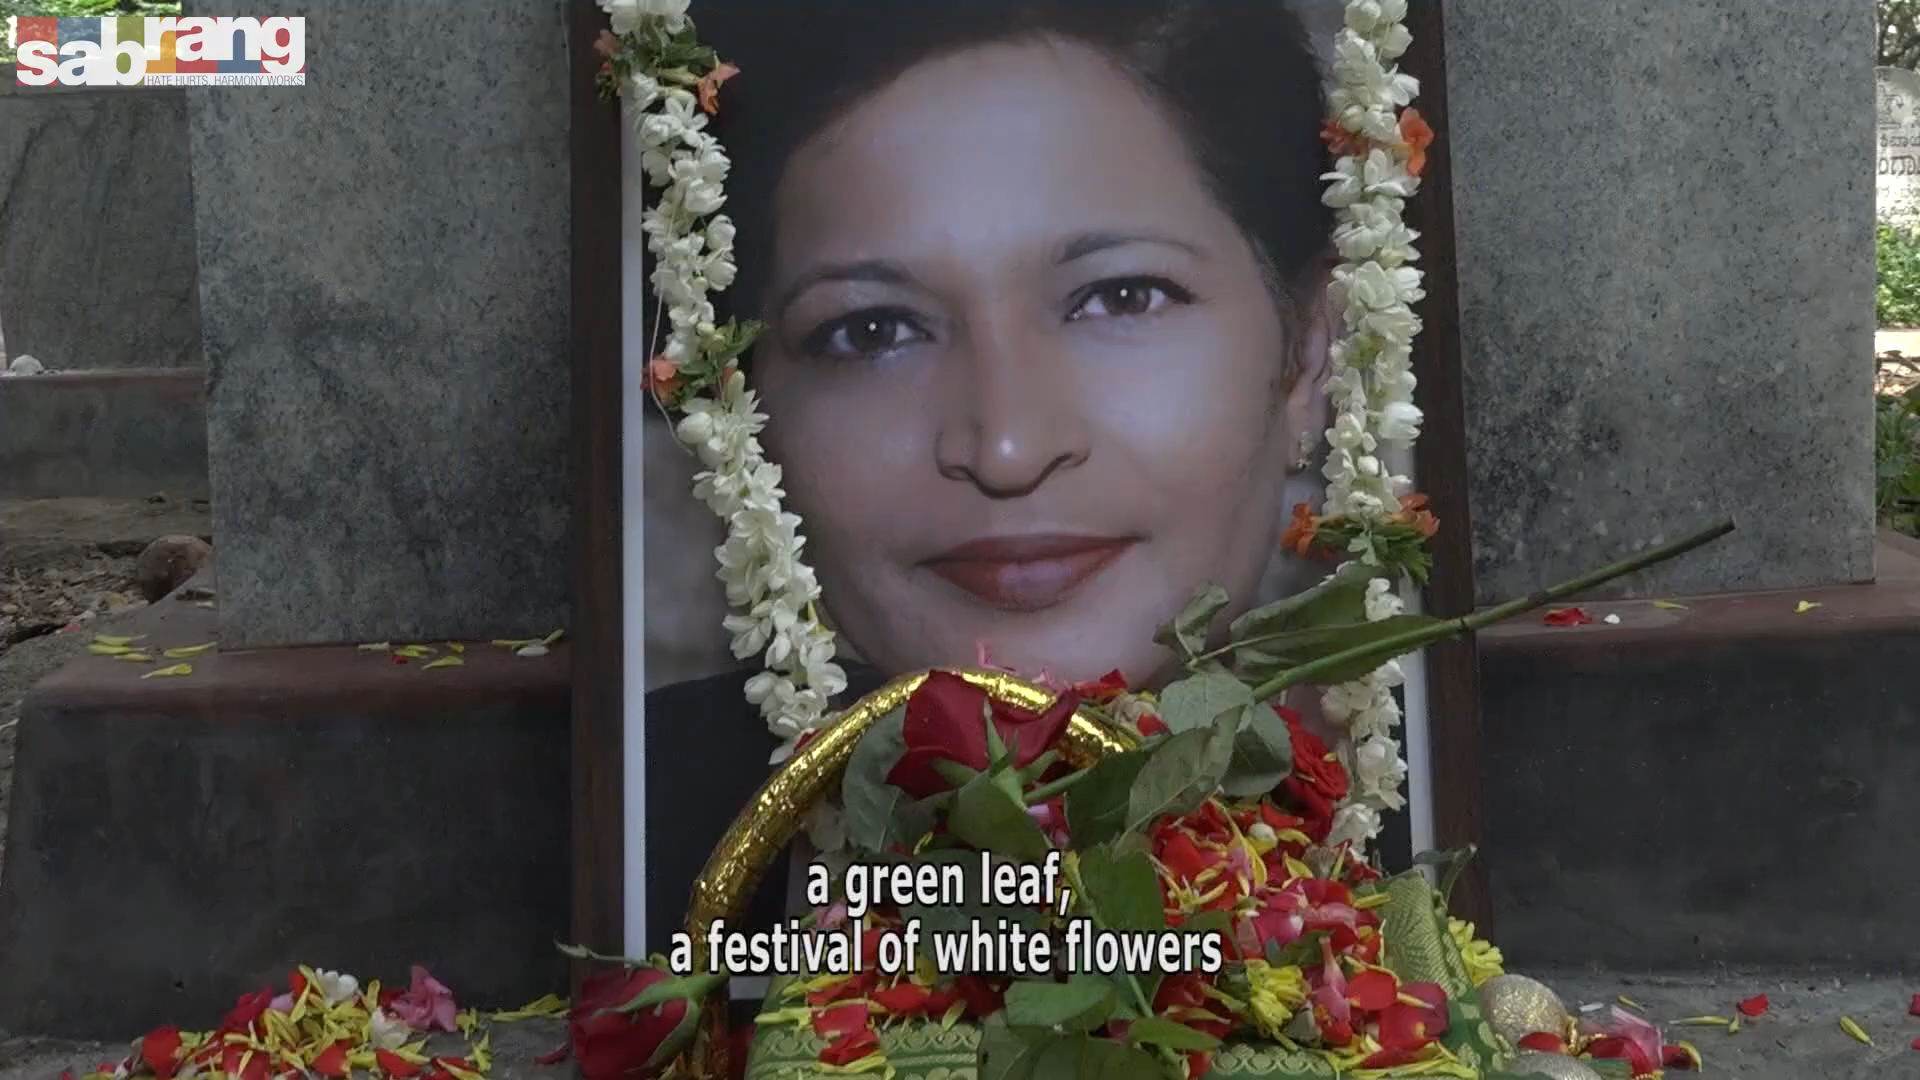 sabrang
HATE HURTS. HARMONY WORKS
a green leaf,
a festival of white flowers